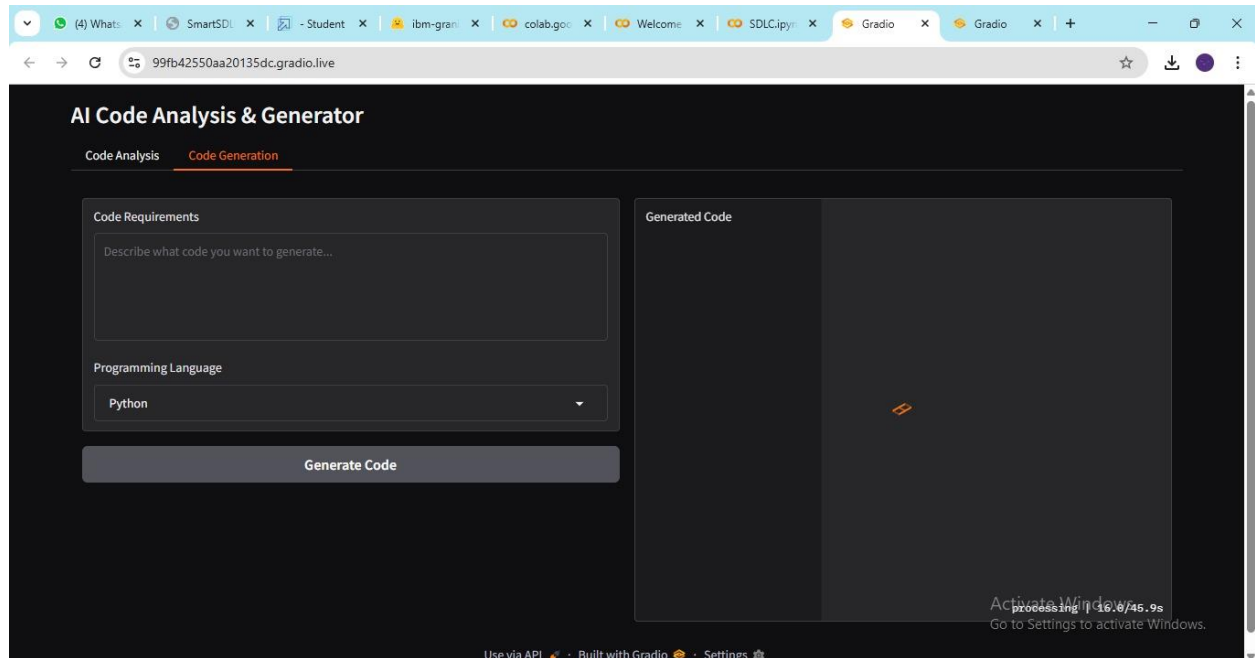 (4) Whats
SmartSDL
- Student
ibm-gran
colab.goo
Welcome
SDLC.ipyn
Gradio
Gradio
99fb42550aa20135dc.gradio.live
AI Code Analysis & Generator
Code Analysis
Code Generation
Code Requirements
Describe what code you want to generate...
Programming Language
Python
Generate Code
Generated Code
Activate Windows
processing | 16.0/45.9s
Go to Settings to activate Windows.
Use via API · Built with Gradio · Settings